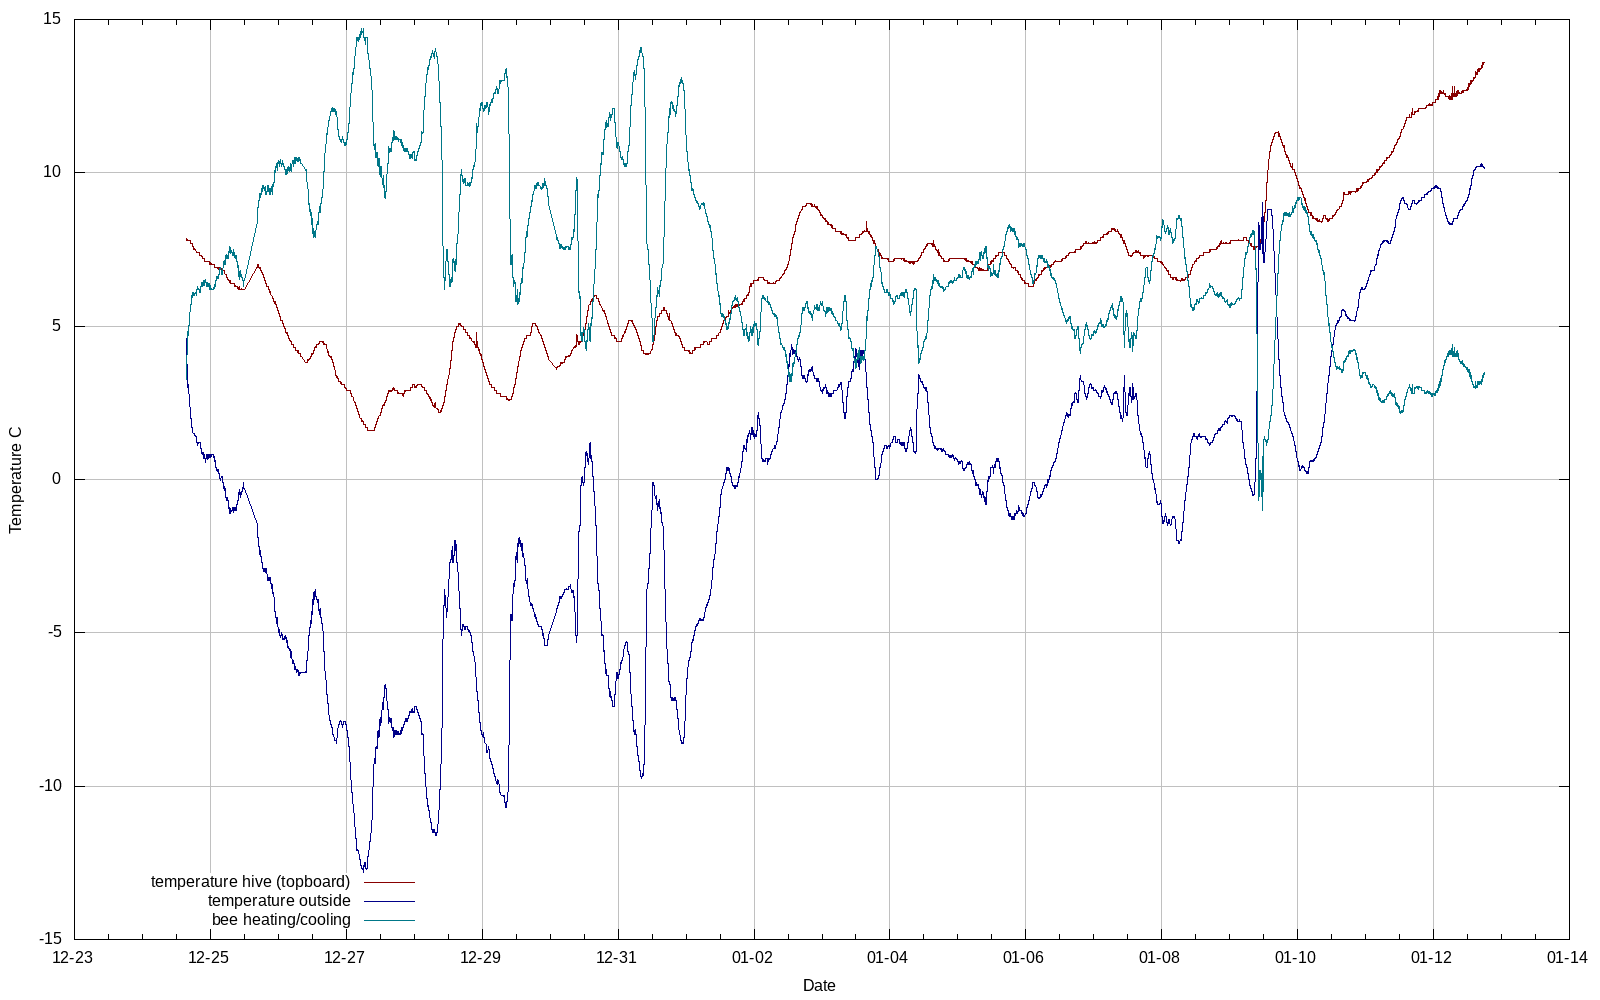 15
10
5
0
-5
-10
-15
Temperature C
temperature hive (topboard)
temperature outside
bee heating/cooling
12-23 12-25 12-27 12-29 12-31 01-02 01-04 01-06 01-08 01-10 01-12 01-14
Date